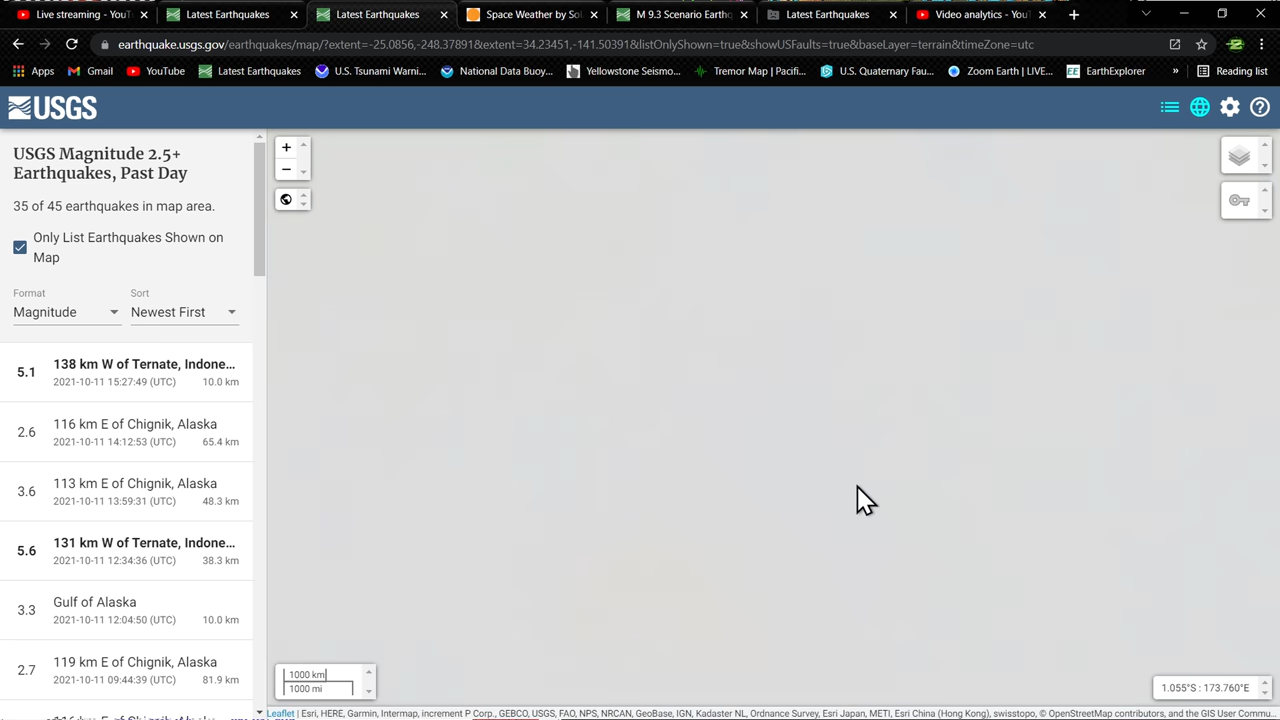 Live streaming - YouT
Latest Earthquakes
Latest Earthquakes
Space Weather by Sol
M 9.3 Scenario Earthq
Latest Earthquakes
Video analytics - YouT
earthquake.usgs.gov/earthquakes/map/?extent=-25.0856,-248.37891&extent=34.23451,-141.50391&listOnlyShown=true&showUSFaults=true&baseLayer=terrain&timeZone=utc
Apps
Gmail
YouTube
Latest Earthquakes
U.S. Tsunami Warni...
National Data Buoy...
Yellowstone Seismo...
Tremor Map | Pacifi...
U.S. Quaternary Fau...
Zoom Earth | LIVE...
EE EarthExplorer
»
Reading list
USGS
USGS Magnitude 2.5+
Earthquakes, Past Day
35 of 45 earthquakes in map area.
Only List Earthquakes Shown on
Map
Format
Sort
Magnitude
Newest First
5.1
138 km W of Ternate, Indone...
2021-10-11 15:27:49 (UTC) 10.0 km
2.6
116 km E of Chignik, Alaska
2021-10-11 14:12:53 (UTC) 65.4 km
3.6
113 km E of Chignik, Alaska
2021-10-11 13:59:31 (UTC) 48.3 km
5.6
131 km W of Ternate, Indone...
2021-10-11 12:34:36 (UTC) 38.3 km
3.3
Gulf of Alaska
2021-10-11 12:04:50 (UTC) 10.0 km
2.7
119 km E of Chignik, Alaska
2021-10-11 09:44:39 (UTC) 81.9 km
+
−
1000 km
1000 mi
1.055°S : 173.760°E
Leaflet | Esri, HERE, Garmin, Intermap, increment P Corp., GEBCO, USGS, FAO, NPS, NRCAN, GeoBase, IGN, Kadaster NL, Ordnance Survey, Esri Japan, METI, Esri China (Hong Kong), swisstopo, © OpenStreetMap contributors, and the GIS User Commu...